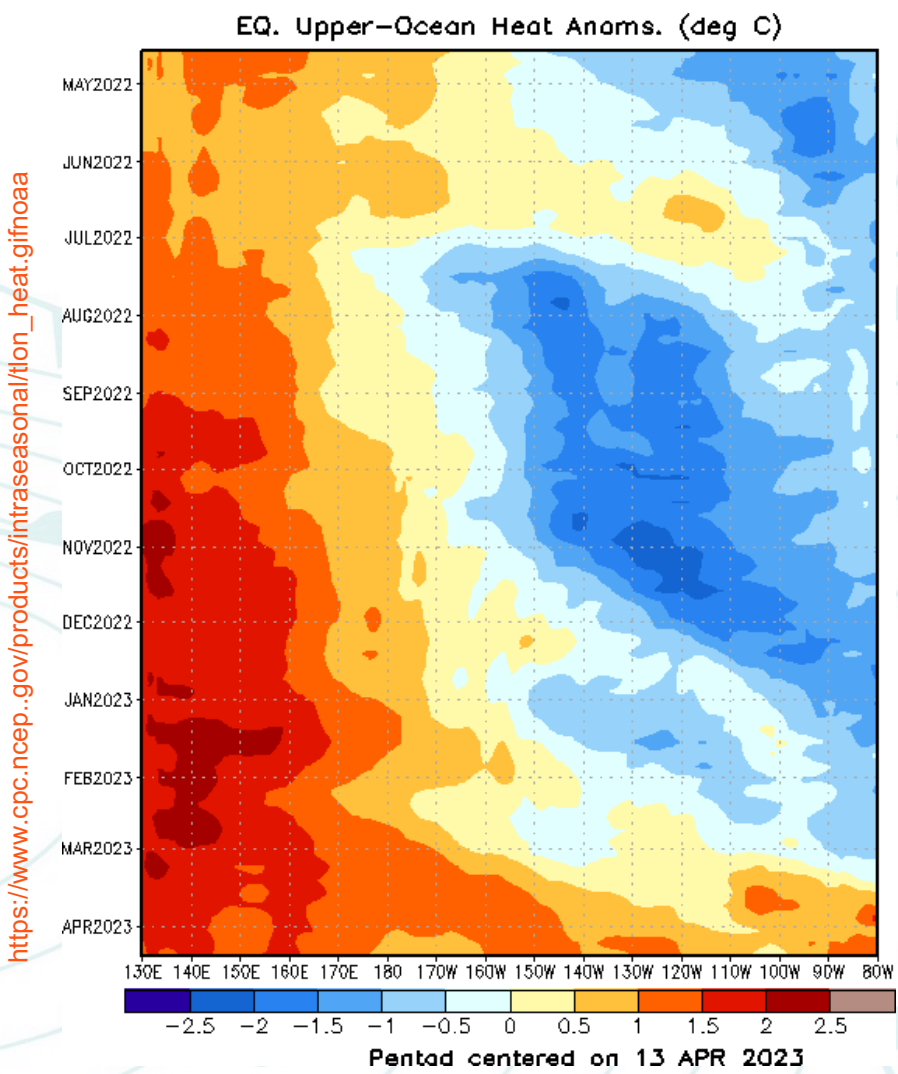 EQ. Upper-Ocean Heat Anoms. (deg C)
https://www.cpc.ncep..gov/products/intraseasonal/tlon_heat.gifnoaa
MAY2022
JUN2022
JUL2022
AUG2022
SEP2022
OCT2022
NOV2022
DEC2022
JAN2023
FEB2023
MAR2023
APR2023
130E 140E 150E 160E 170E 180 170W 160W 150W 140W 130W 120W 110W 100W 90W 80W
-2.5 -2 -1.5 -1 -0.5 0 0.5 1 1.5 2 2.5
Pentad centered on 13 APR 2023